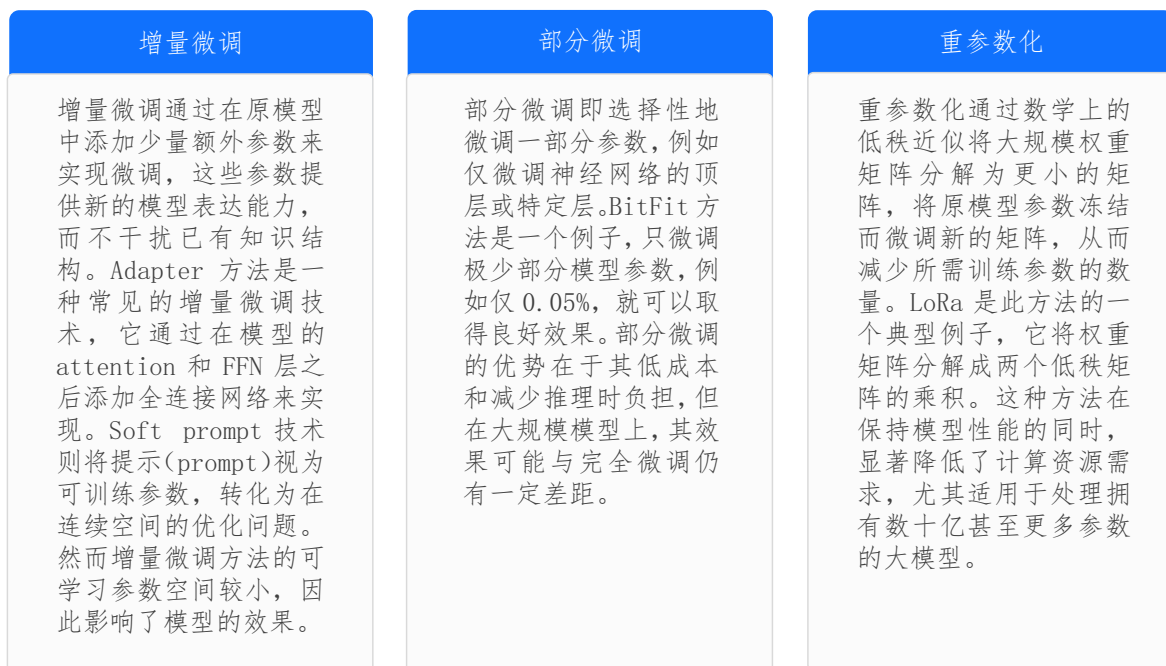 增量微调
增量微调通过在原模型
中添加少量额外参数来
实现微调，这些参数提
供新的模型表达能力，
而不干扰已有知识结
构。Adapter 方法是一
种常见的增量微调技
术，它通过在模型的
attention 和 FFN 层之
后添加全连接网络来实
现。Soft prompt 技术
则将提示(prompt)视为
可训练参数，转化为在
连续空间的优化问题。
然而增量微调方法的可
学习参数空间较小，因
此影响了模型的效果。
部分微调
部分微调即选择性地
微调一部分参数，例如
仅微调神经网络的顶
层或特定层。BitFit 方
法是一个例子，只微调
极少部分模型参数，例
如仅 0.05%，就可以取
得良好效果。部分微调
的优势在于其低成本
和减少推理时负担，但
在大规模模型上，其效
果可能与完全微调仍
有一定差距。
重参数化
重参数化通过数学上的
低秩近似将大规模权重
矩阵分解为更小的矩
阵，将原模型参数冻结
而微调新的矩阵，从而
减少所需训练参数的数
量。LoRa 是此方法的一
个典型例子，它将权重
矩阵分解成两个低秩矩
阵的乘积。这种方法在
保持模型性能的同时，
显著降低了计算资源需
求，尤其适用于处理拥
有数十亿甚至更多参数
的大模型。